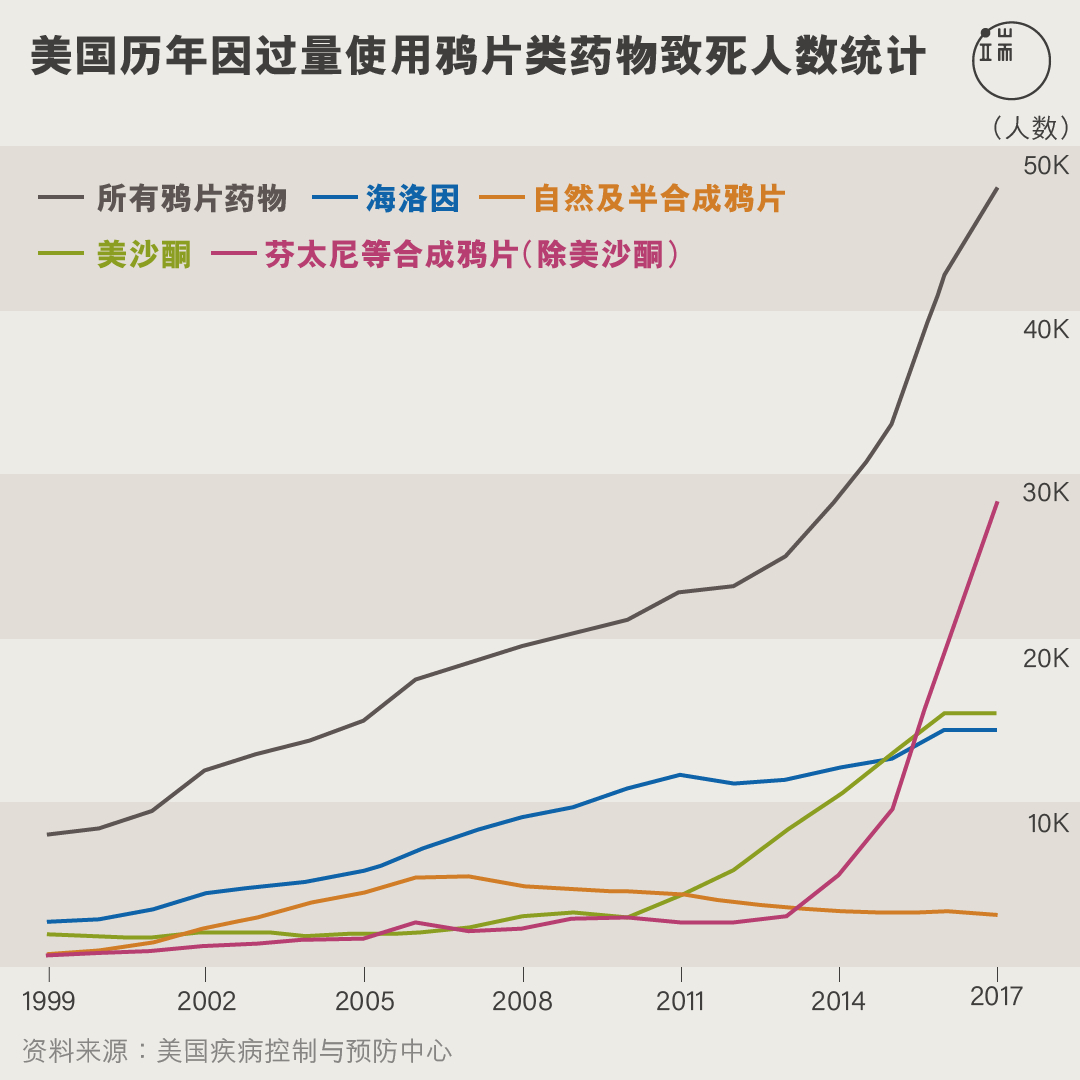 美国历年因过量使用鸦片类药物致死人数统计
端
（人数）
50K
所有鸦片药物 海洛因 自然及半合成鸦片
美沙酮 芬太尼等合成鸦片（除美沙酮）
40K
30K
20K
10K
1999 2002 2005 2008 2011 2014 2017
资料来源：美国疾病控制与预防中心